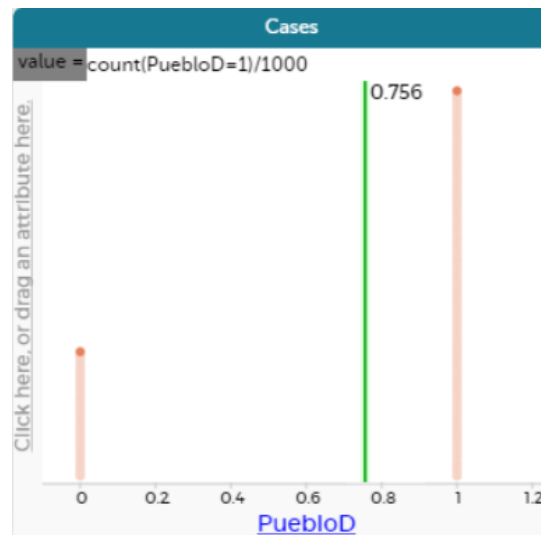 Cases
value = count(PuebloD=1)/1000
0.756
Click here, or drag an attribute here.
0 0.2 0.4 0.6 0.8 1 1.2
PuebloD